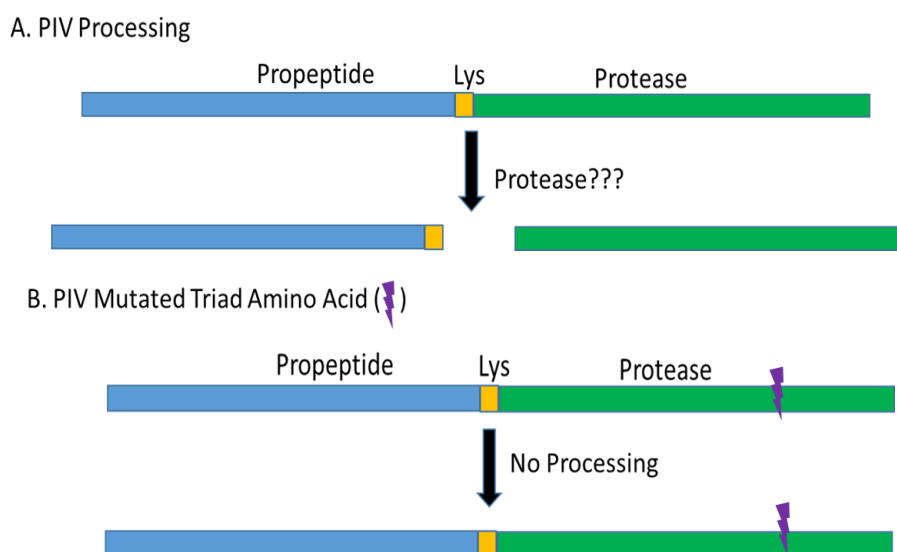 A. PIV Processing
Propeptide Lys Protease
Protease???
B. PIV Mutated Triad Amino Acid ( )
Propeptide Lys Protease
No Processing